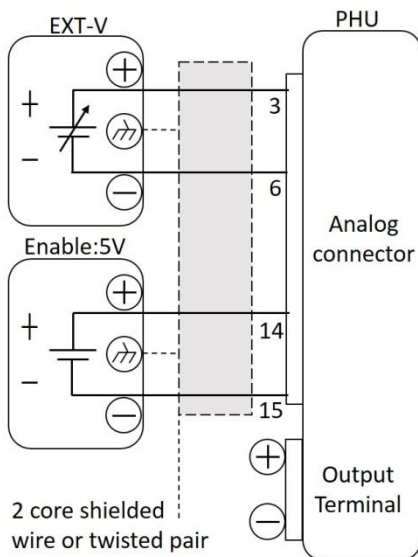 EXT-V
PHU
+
−
3
6
Analog
connector
Enable:5V
+
−
14
15
Output
Terminal
2 core shielded
wire or twisted pair